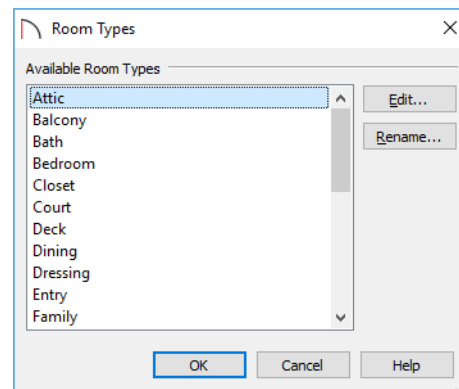 Room Types
Available Room Types
Attic
Balcony
Bath
Bedroom
Closet
Court
Deck
Dining
Dressing
Entry
Family
Edit...
Rename...
OK Cancel Help